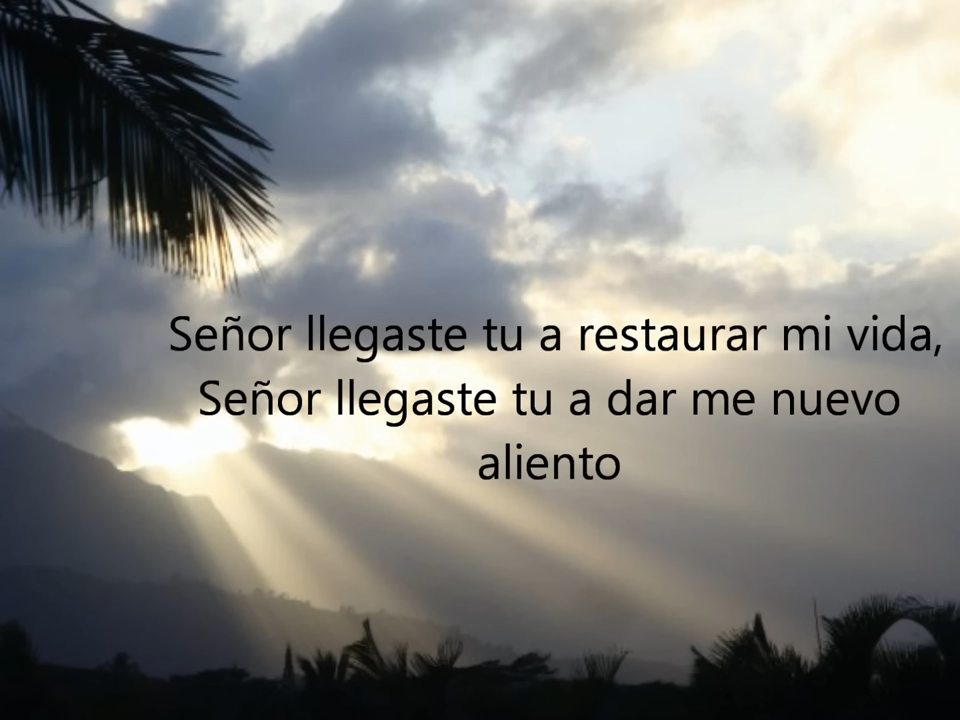 Señor llegaste tu a restaurar mi vida,
Señor llegaste tu a dar me nuevo
aliento